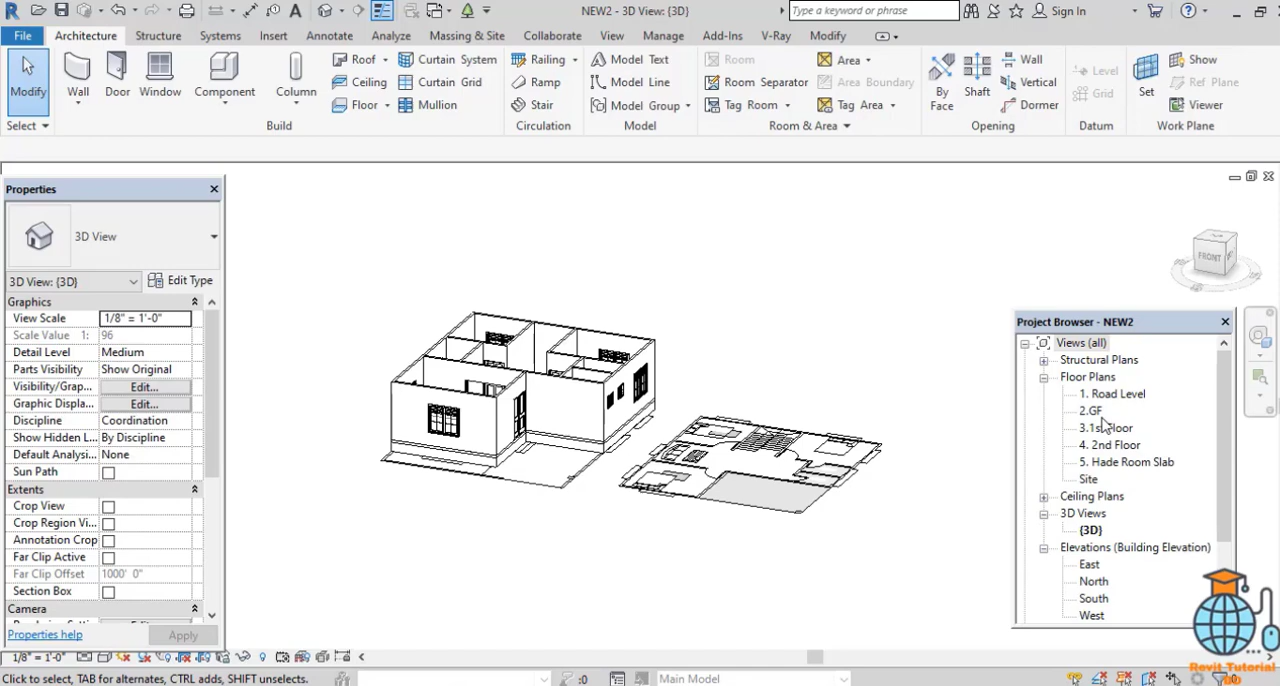 NEW2 - 3D View: {3D}
Type a keyword or phrase
Sign In
File
Architecture
Structure
Systems
Insert
Annotate
Analyze
Massing & Site
Collaborate
View
Manage
Add-Ins
V-Ray
Modify
Modify
Wall
Door
Window
Component
Column
Roof
Ceiling
Floor
Curtain System
Curtain Grid
Mullion
Railing
Ramp
Stair
Model Text
Model Line
Model Group
Room
Room Separator
Tag Room
Area
Area Boundary
Tag Area
By Face
Shaft
Wall
Vertical
Dormer
Level
Grid
Set
Show
Ref Plane
Viewer
Select
Build
Circulation
Model
Room & Area
Opening
Datum
Work Plane
Properties
3D View
3D View: {3D}
Edit Type
Graphics
View Scale
1/8" = 1'-0"
Scale Value 1:
96
Detail Level
Medium
Parts Visibility
Show Original
Visibility/Grap...
Edit...
Graphic Displa...
Edit...
Discipline
Coordination
Show Hidden L...
By Discipline
Default Analysi...
None
Sun Path
Extents
Crop View
Crop Region Vi...
Annotation Crop
Far Clip Active
Far Clip Offset
1000' 0"
Section Box
Camera
Properties help
Apply
FRONT
Project Browser - NEW2
Views (all)
Structural Plans
Floor Plans
1. Road Level
2.GF
3.1st Floor
4. 2nd Floor
5. Hade Room Slab
Site
Ceiling Plans
3D Views
{3D}
Elevations (Building Elevation)
East
North
South
West
1/8" = 1'-0"
Click to select, TAB for alternates, CTRL adds, SHIFT unselects.
:0
Main Model
Revit Tutorial